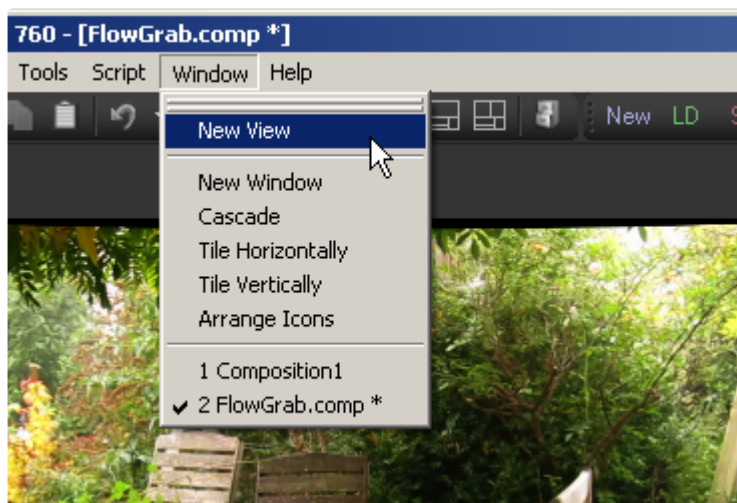 760 - [FlowGrab.comp *]
Tools Script Window Help
New LD
New View
New Window
Cascade
Tile Horizontally
Tile Vertically
Arrange Icons
1 Composition1
2 FlowGrab.comp *